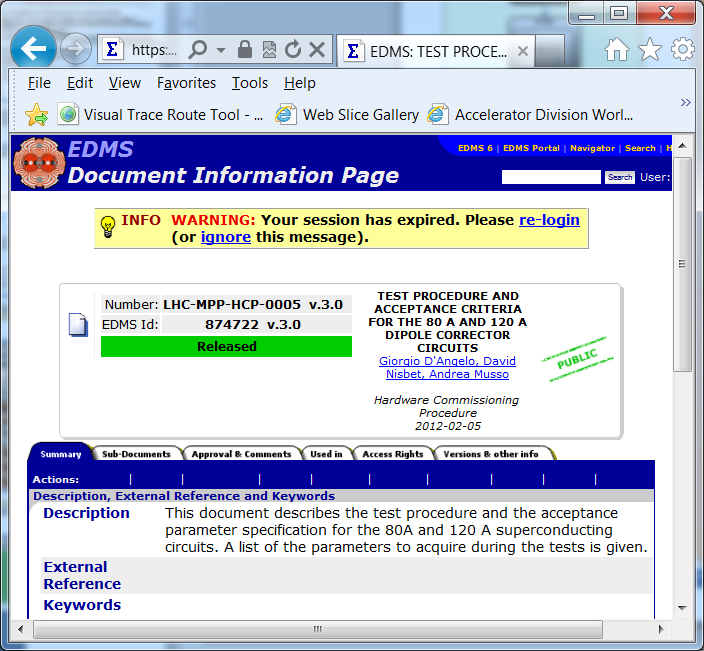 https:...
EDMS: TEST PROCE...
File Edit View Favorites Tools Help
Visual Trace Route Tool - ... Web Slice Gallery Accelerator Division Worl...
EDMS
EDMS 6 | EDMS Portal | Navigator | Search | H
Document Information Page
Search User:
INFO WARNING: Your session has expired. Please re-login
(or ignore this message).
Number: LHC-MPP-HCP-0005 v.3.0
EDMS Id: 874722 v.3.0
Released
TEST PROCEDURE AND
ACCEPTANCE CRITERIA
FOR THE 80 A AND 120 A
DIPOLE CORRECTOR
CIRCUITS
Giorgio D'Angelo, David
Nisbet, Andrea Musso
Hardware Commissioning
Procedure
2012-02-05
PUBLIC
Summary Sub-Documents Approval & Comments Used in Access Rights Versions & other info
Actions:
Description, External Reference and Keywords
Description This document describes the test procedure and the acceptance
parameter specification for the 80A and 120 A superconducting
circuits. A list of the parameters to acquire during the tests is given.
External
Reference
Keywords